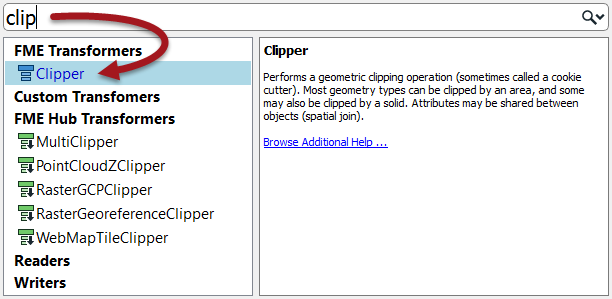 clip
FME Transformers
Clipper
Custom Transfomers
FME Hub Transformers
MultiClipper
PointCloudZClipper
RasterGCPClipper
RasterGeoreferenceClipper
WebMapTileClipper
Readers
Writers
Clipper
Performs a geometric clipping operation (sometimes called a cookie
cutter). Most geometry types can be clipped by an area, and some
may also be clipped by a solid. Attributes may be shared between
objects (spatial join).
Browse Additional Help ...